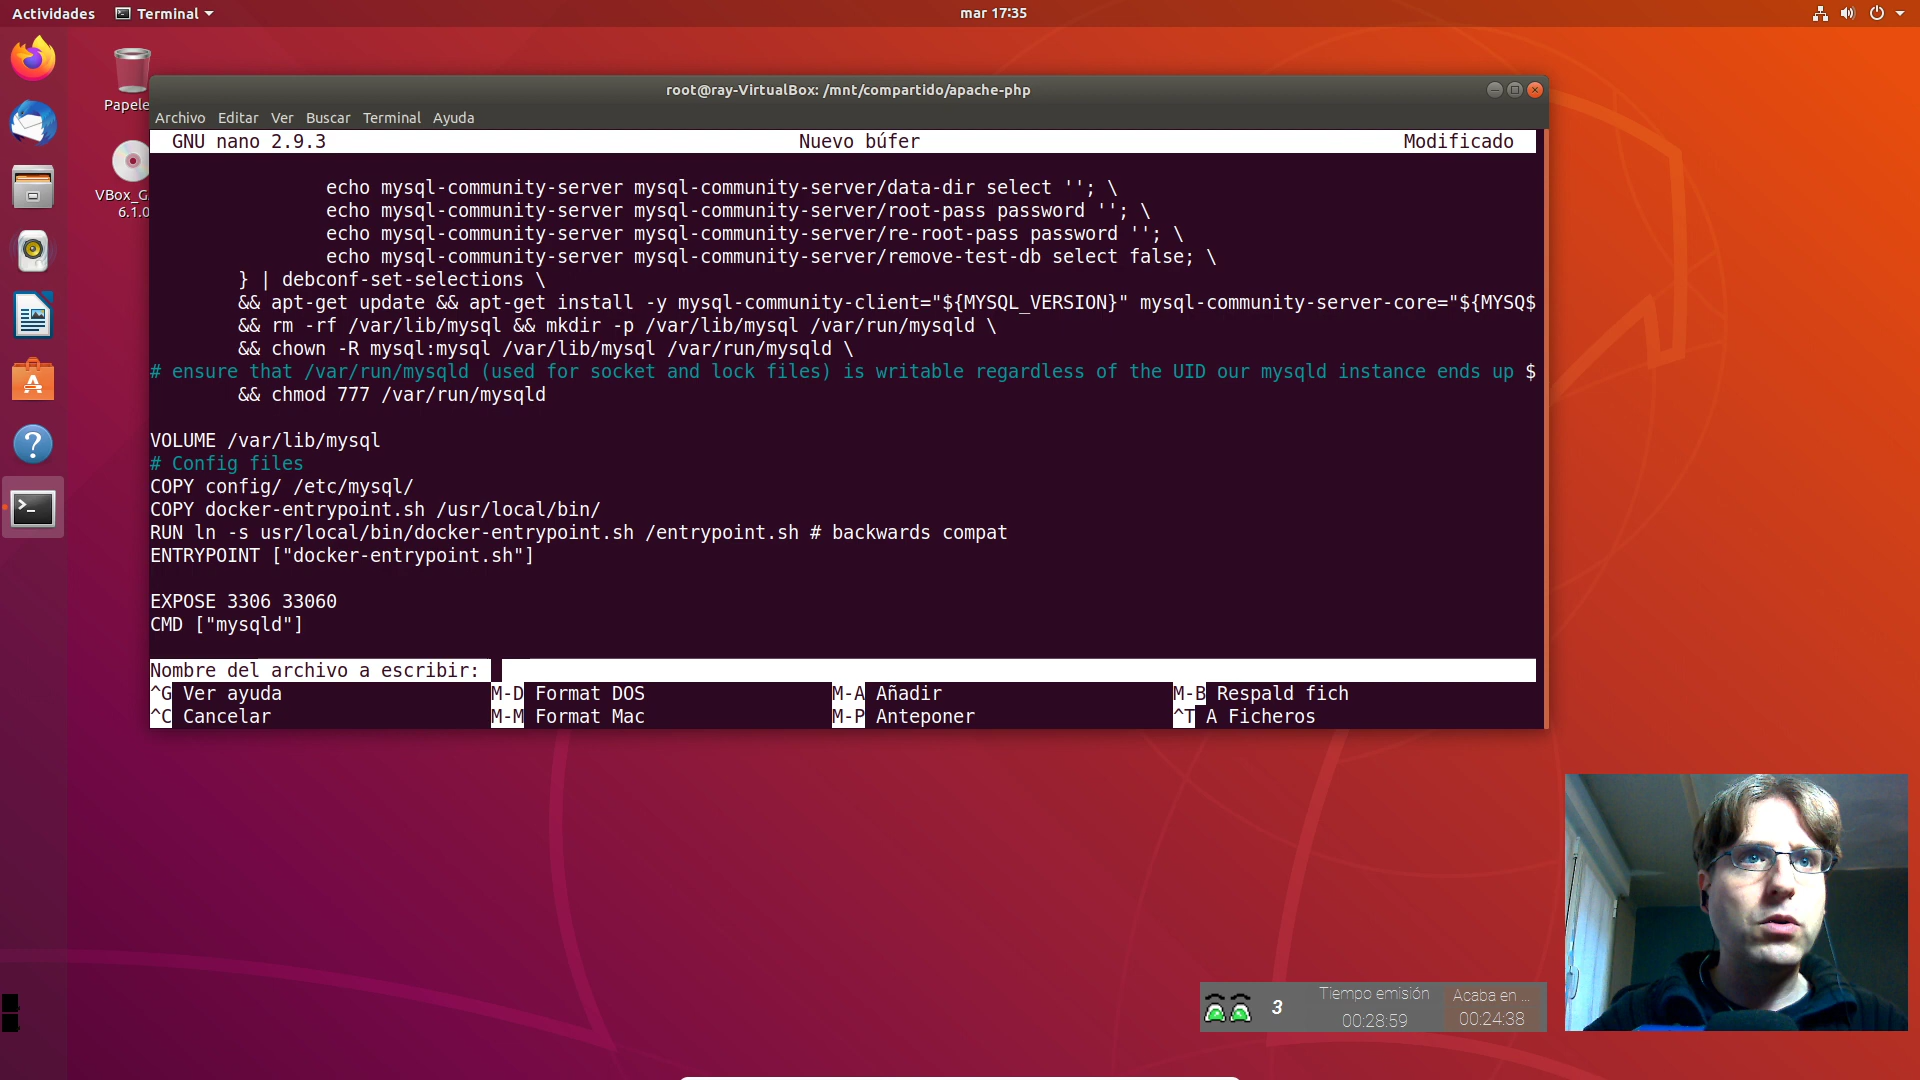 Actividades
Terminal
mar 17:35
Papele
VBox_G
6.1.0
root@ray-VirtualBox: /mnt/compartido/apache-php
Archivo Editar Ver Buscar Terminal Ayuda
GNU nano 2.9.3 Nuevo búfer Modificado
echo mysql-community-server mysql-community-server/data-dir select ''; \
echo mysql-community-server mysql-community-server/root-pass password ''; \
echo mysql-community-server mysql-community-server/re-root-pass password ''; \
echo mysql-community-server mysql-community-server/remove-test-db select false; \
} | debconf-set-selections \
&& apt-get update && apt-get install -y mysql-community-client="${MYSQL_VERSION}" mysql-community-server-core="${MYSQ$
&& rm -rf /var/lib/mysql && mkdir -p /var/lib/mysql /var/run/mysqld \
&& chown -R mysql:mysql /var/lib/mysql /var/run/mysqld \
# ensure that /var/run/mysqld (used for socket and lock files) is writable regardless of the UID our mysqld instance ends up $
&& chmod 777 /var/run/mysqld
VOLUME /var/lib/mysql
# Config files
COPY config/ /etc/mysql/
COPY docker-entrypoint.sh /usr/local/bin/
RUN ln -s usr/local/bin/docker-entrypoint.sh /entrypoint.sh # backwards compat
ENTRYPOINT ["docker-entrypoint.sh"]
EXPOSE 3306 33060
CMD ["mysqld"]
Nombre del archivo a escribir:
^G Ver ayuda M-D Format DOS M-A Añadir M-B Respald fich
^C Cancelar M-M Format Mac M-P Anteponer ^T A Ficheros
3
Tiempo emisión
00:28:59
Acaba en ...
00:24:38